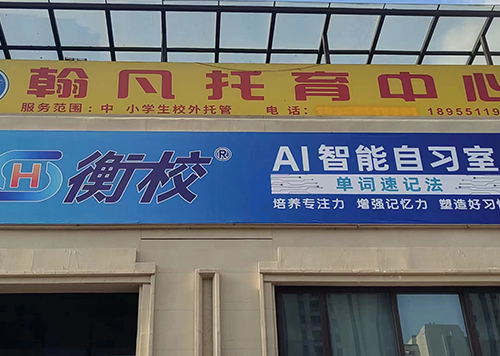 翰凡托育中心
服务范围：中 小学生校外托管 电话：
18955119
H 衡校® AI智能自习室
单词速记法
培养专注力 增强记忆力 塑造好习惯